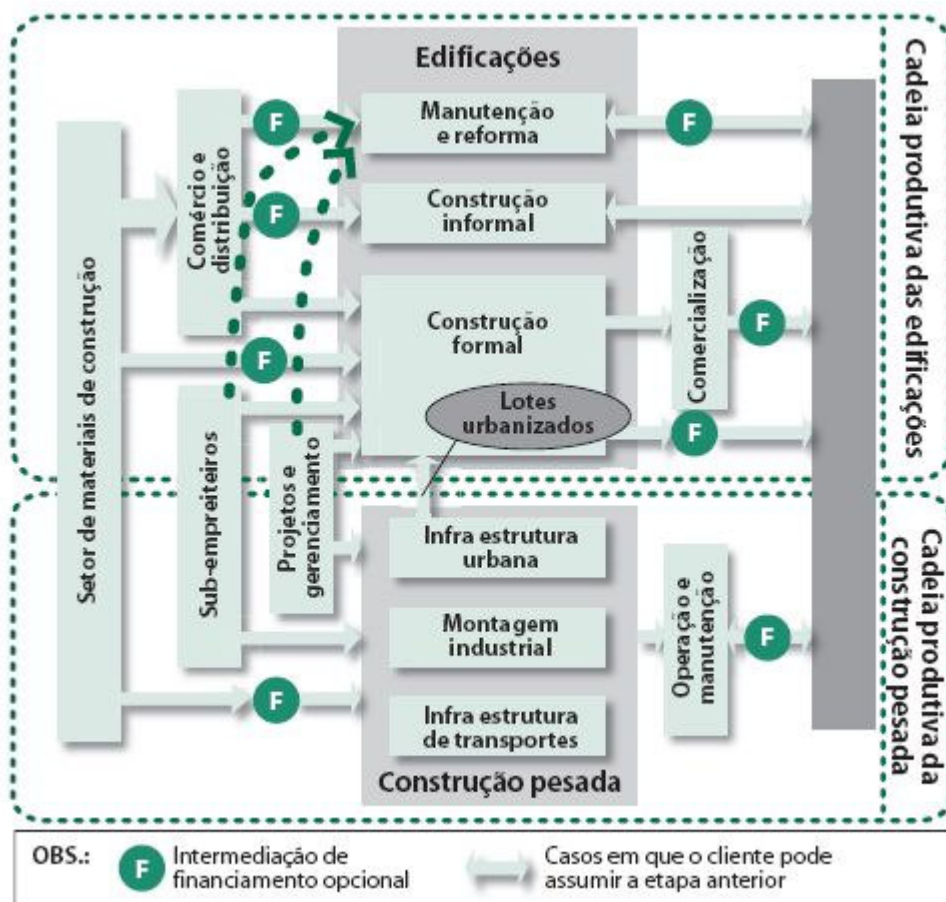 Edificações
Manutenção
e reforma
F
F
Construção
informal
F
Comércio e
distribuição
Setor de materiais de construção
Construção
formal
F
Comercialização
F
Lotes
urbanizados
F
Cadeia produtiva das edificações
Sub-empreiteiros
Projetos e
gerenciamento
Infra estrutura
urbana
Montagem
industrial
Operação e
manutenção
F
F
Infra estrutura
de transportes
Construção pesada
Cadeia produtiva da
construção pesada
OBS.:
F
Intermediação de
financiamento opcional
Casos em que o cliente pode
assumir a etapa anterior